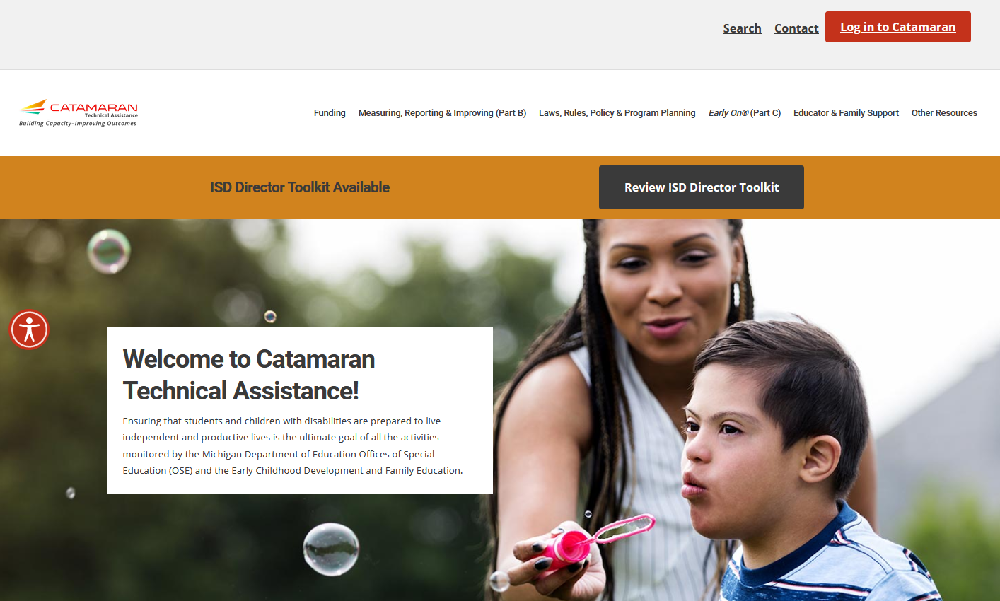 Search Contact Log in to Catamaran
CATAMARAN
Technical Assistance
Building Capacity–Improving Outcomes
Funding Measuring, Reporting & Improving (Part B) Laws, Rules, Policy & Program Planning Early On® (Part C) Educator & Family Support Other Resources
ISD Director Toolkit Available Review ISD Director Toolkit
Welcome to Catamaran
Technical Assistance!
Ensuring that students and children with disabilities are prepared to live
independent and productive lives is the ultimate goal of all the activities
monitored by the Michigan Department of Education Offices of Special
Education (OSE) and the Early Childhood Development and Family Education.